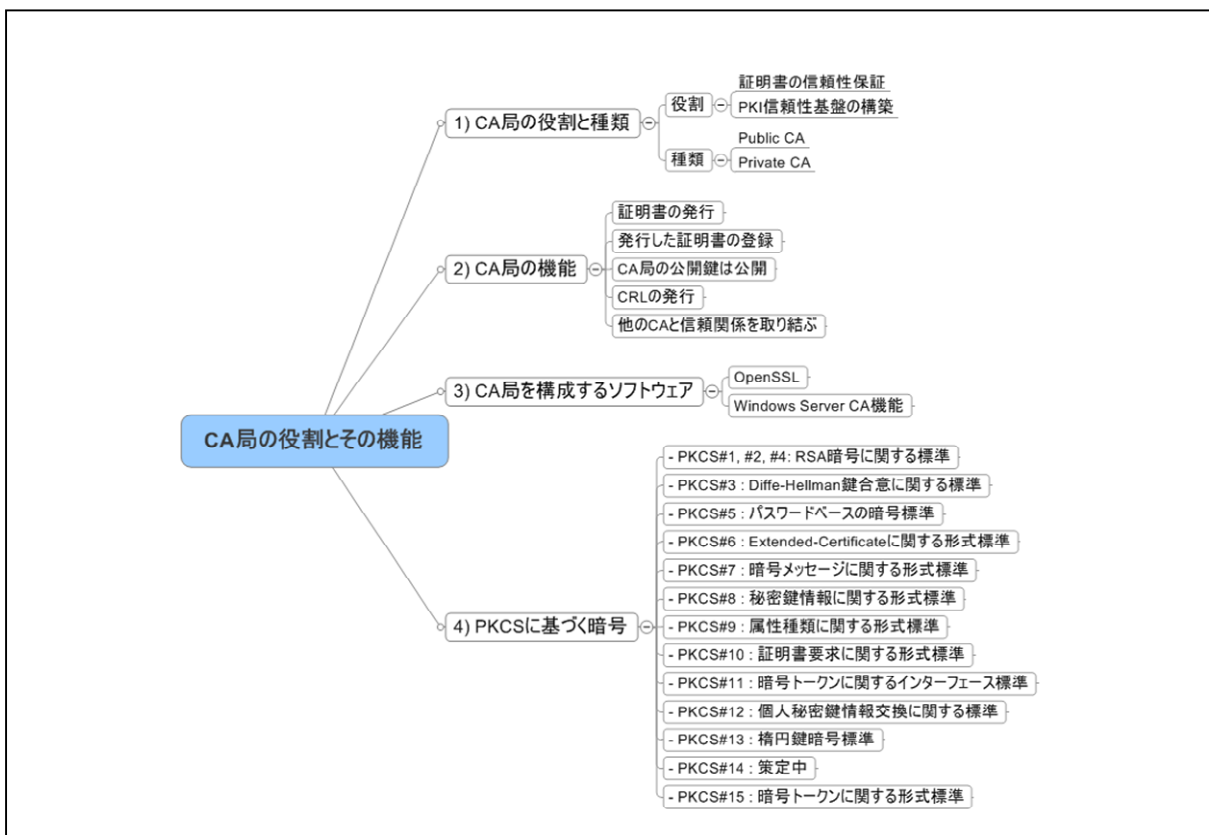 CA局の役割とその機能
1) CA局の役割と種類
役割
証明書の信頼性保証
PKI信頼性基盤の構築
種類
Public CA
Private CA
2) CA局の機能
証明書の発行
発行した証明書の登録
CA局の公開鍵は公開
CRLの発行
他のCAと信頼関係を取り結ぶ
3) CA局を構成するソフトウェア
OpenSSL
Windows Server CA機能
4) PKCSに基づく暗号
- PKCS#1, #2, #4: RSA暗号に関する標準
- PKCS#3 : Diffe-Hellman鍵合意に関する標準
- PKCS#5 : パスワードベースの暗号標準
- PKCS#6 : Extended-Certificateに関する形式標準
- PKCS#7 : 暗号メッセージに関する形式標準
- PKCS#8 : 秘密鍵情報に関する形式標準
- PKCS#9 : 属性種類に関する形式標準
- PKCS#10 : 証明書要求に関する形式標準
- PKCS#11 : 暗号トークンに関するインターフェース標準
- PKCS#12 : 個人秘密鍵情報交換に関する標準
- PKCS#13 : 楕円鍵暗号標準
- PKCS#14 : 策定中
- PKCS#15 : 暗号トークンに関する形式標準